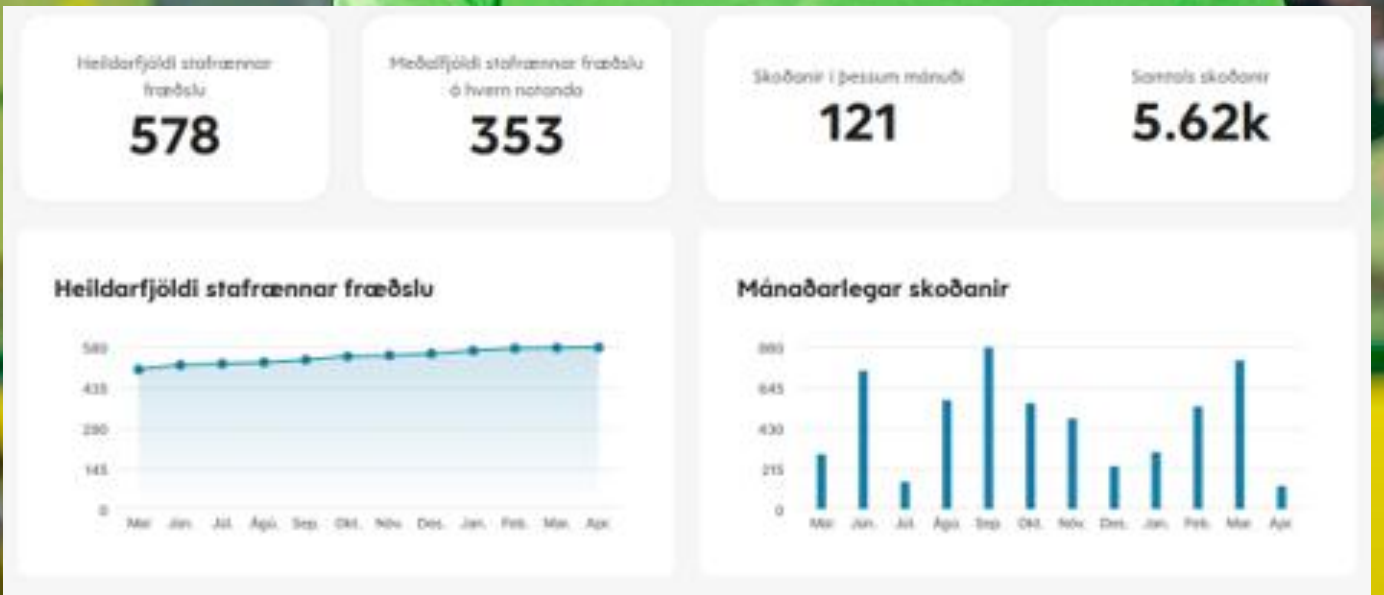 Heildarfjöldi stafrænnar
fræðslu
578
Meðalfjöldi stafrænnar fræðslu
á hvern notanda
353
Skoðanir í þessum mánuði
121
Samtals skoðanir
5.62k
Heildarfjöldi stafrænnar fræðslu
580
435
290
145
0
Maí Jún. Júl. Ágú. Sep. Okt. Nóv. Des. Jan. Feb. Mar. Apr.
Mánaðarlegar skoðanir
860
645
430
215
0
Maí Jún. Júl. Ágú. Sep. Okt. Nóv. Des. Jan. Feb. Mar. Apr.